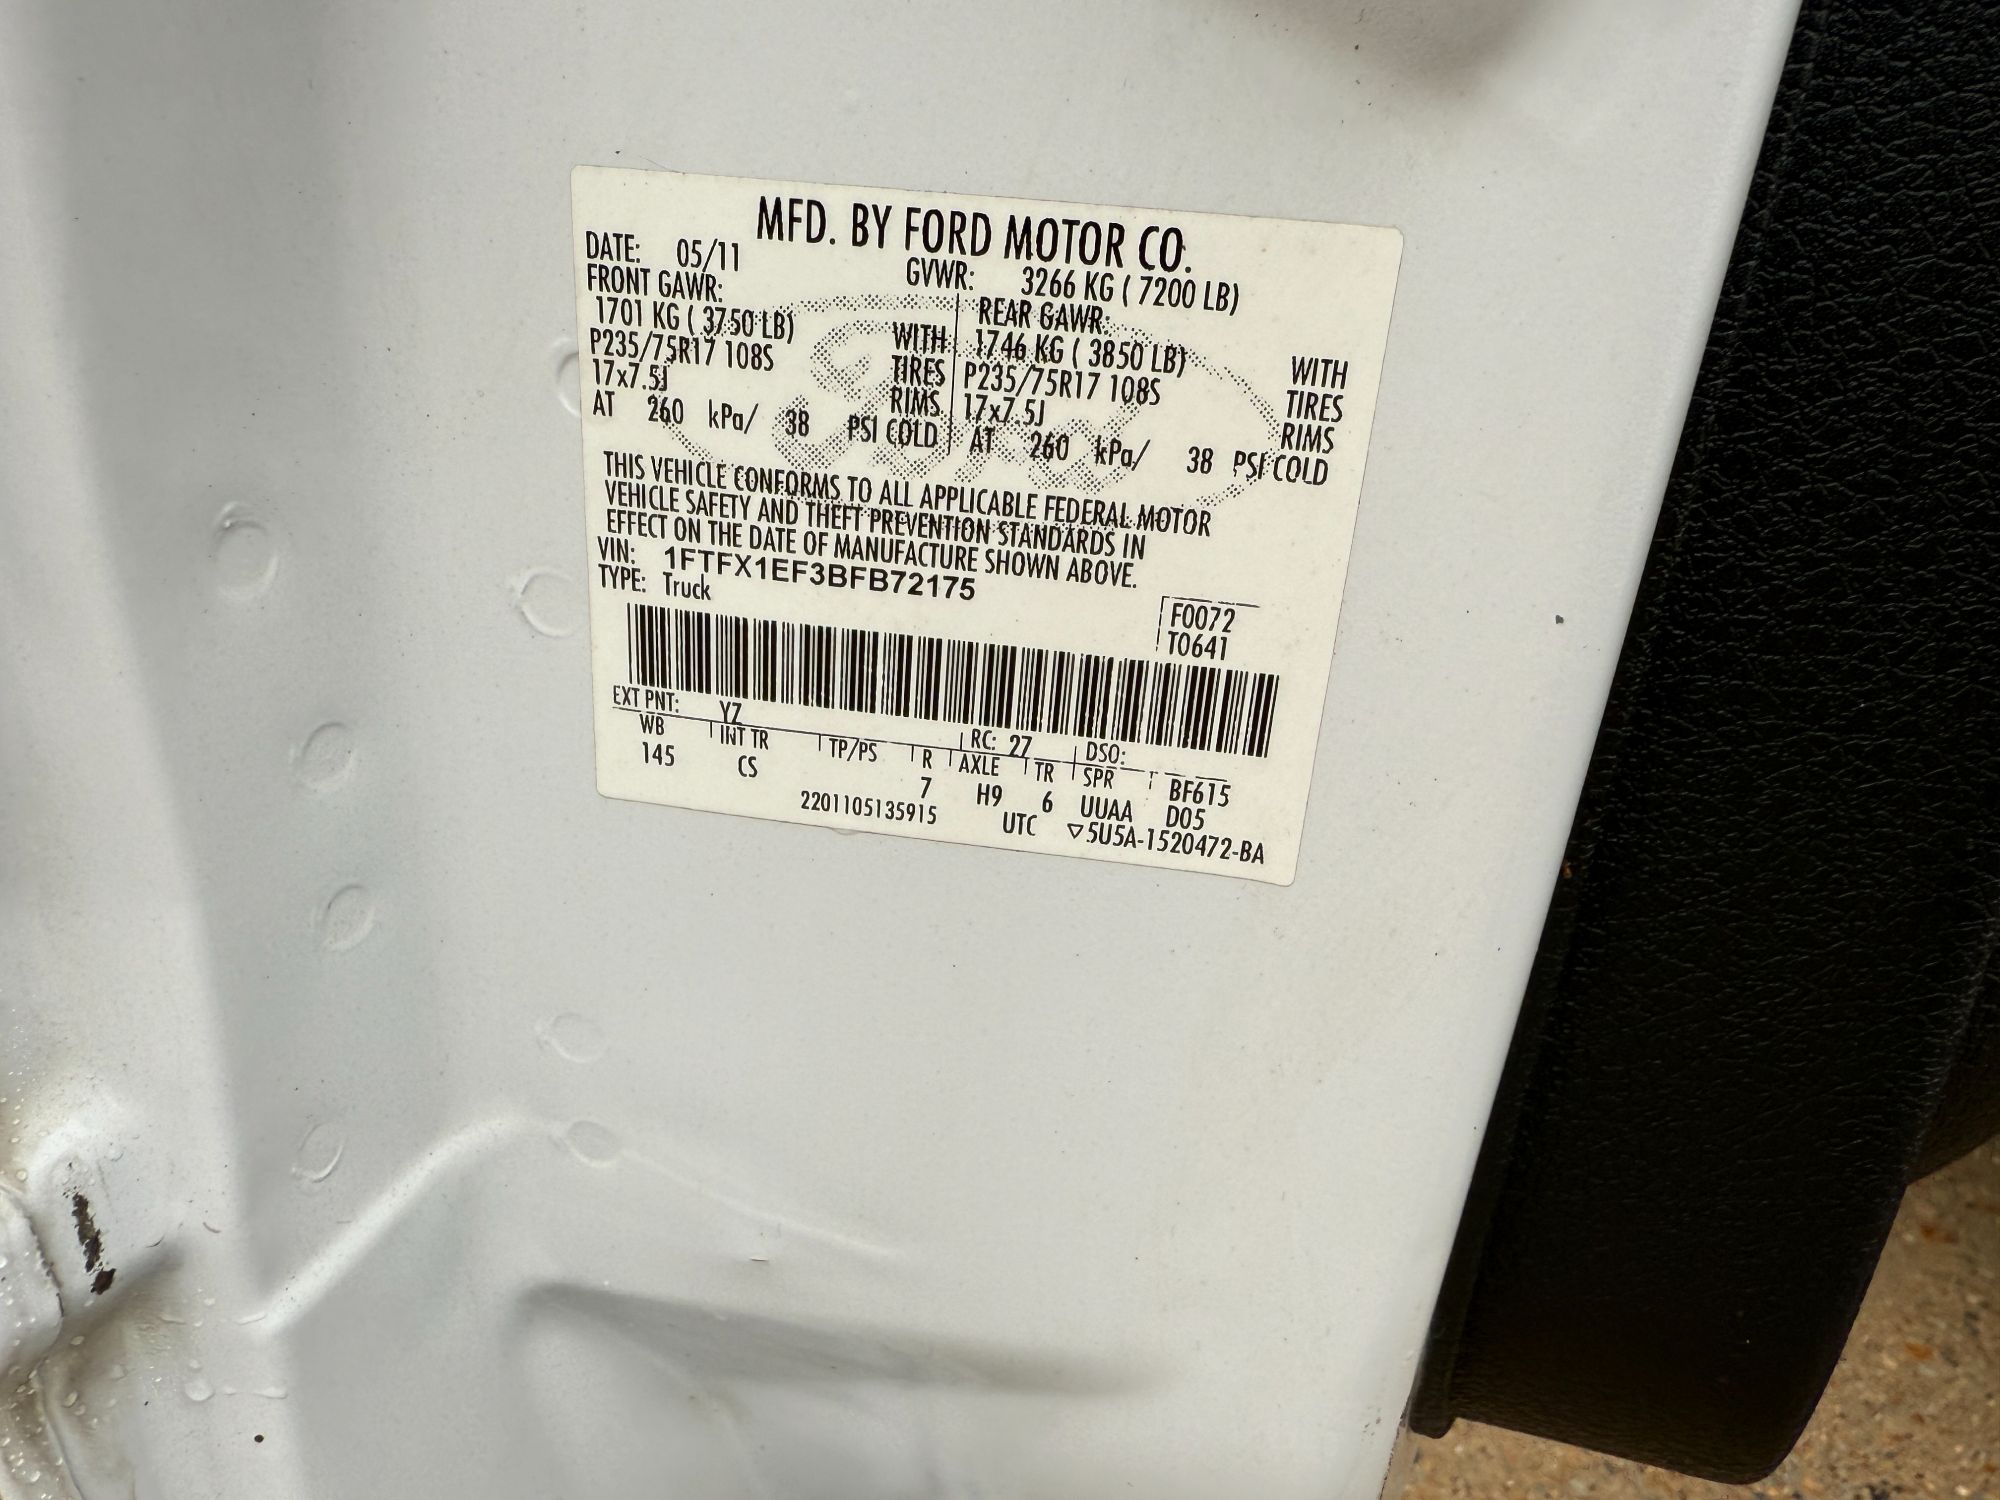 MFD. BY FORD MOTOR CO.
DATE: 05/11 GVWR: 3266 KG ( 7200 LB)
FRONT GAWR: REAR GAWR:
1701 KG ( 3750 LB) WITH 1746 KG ( 3850 LB) WITH
P235/75R17 108S TIRES P235/75R17 108S TIRES
17x7.5J RIMS 17x7.5J RIMS
AT 260 kPa/ 38 PSI COLD AT 260 kPa/ 38 PSI COLD
THIS VEHICLE CONFORMS TO ALL APPLICABLE FEDERAL MOTOR
VEHICLE SAFETY AND THEFT PREVENTION STANDARDS IN
EFFECT ON THE DATE OF MANUFACTURE SHOWN ABOVE.
VIN: 1FTFX1EF3BFB72175
TYPE: Truck
F0072
T0641
EXT PNT: YZ RC: 27 DSO:
WB INT TR TP/PS R AXLE TR SPR BF615
145 CS 7 H9 6 UUAA D05
2201105135915 UTC ▽5U5A-1520472-BA
Ford